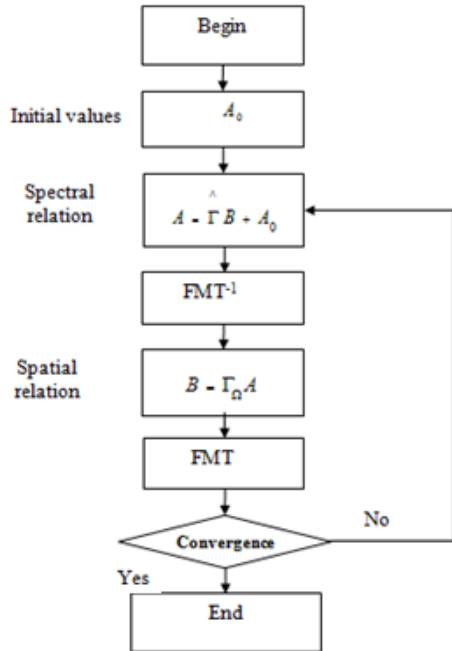 Begin
Initial values
A₀
Spectral
relation
A = Γ̂ B + A₀
FMT⁻¹
Spatial
relation
B = Γ_Ω A
FMT
Convergence
No
Yes
End